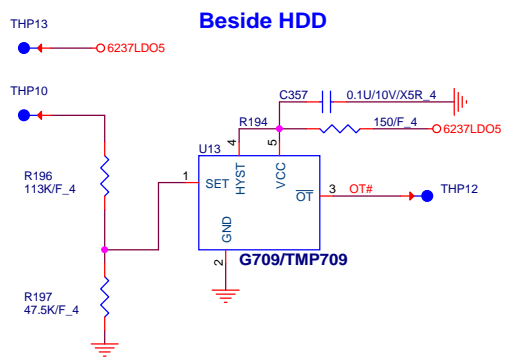 Beside HDD
THP13
6237LDO5
THP10
C357
0.1U/10V/X5R_4
R194
150/F_4
6237LDO5
U13
4
5
R196
113K/F_4
1
SET
HYST
VCC
OT
3
OT#
THP12
GND
2
G709/TMP709
R197
47.5K/F_4